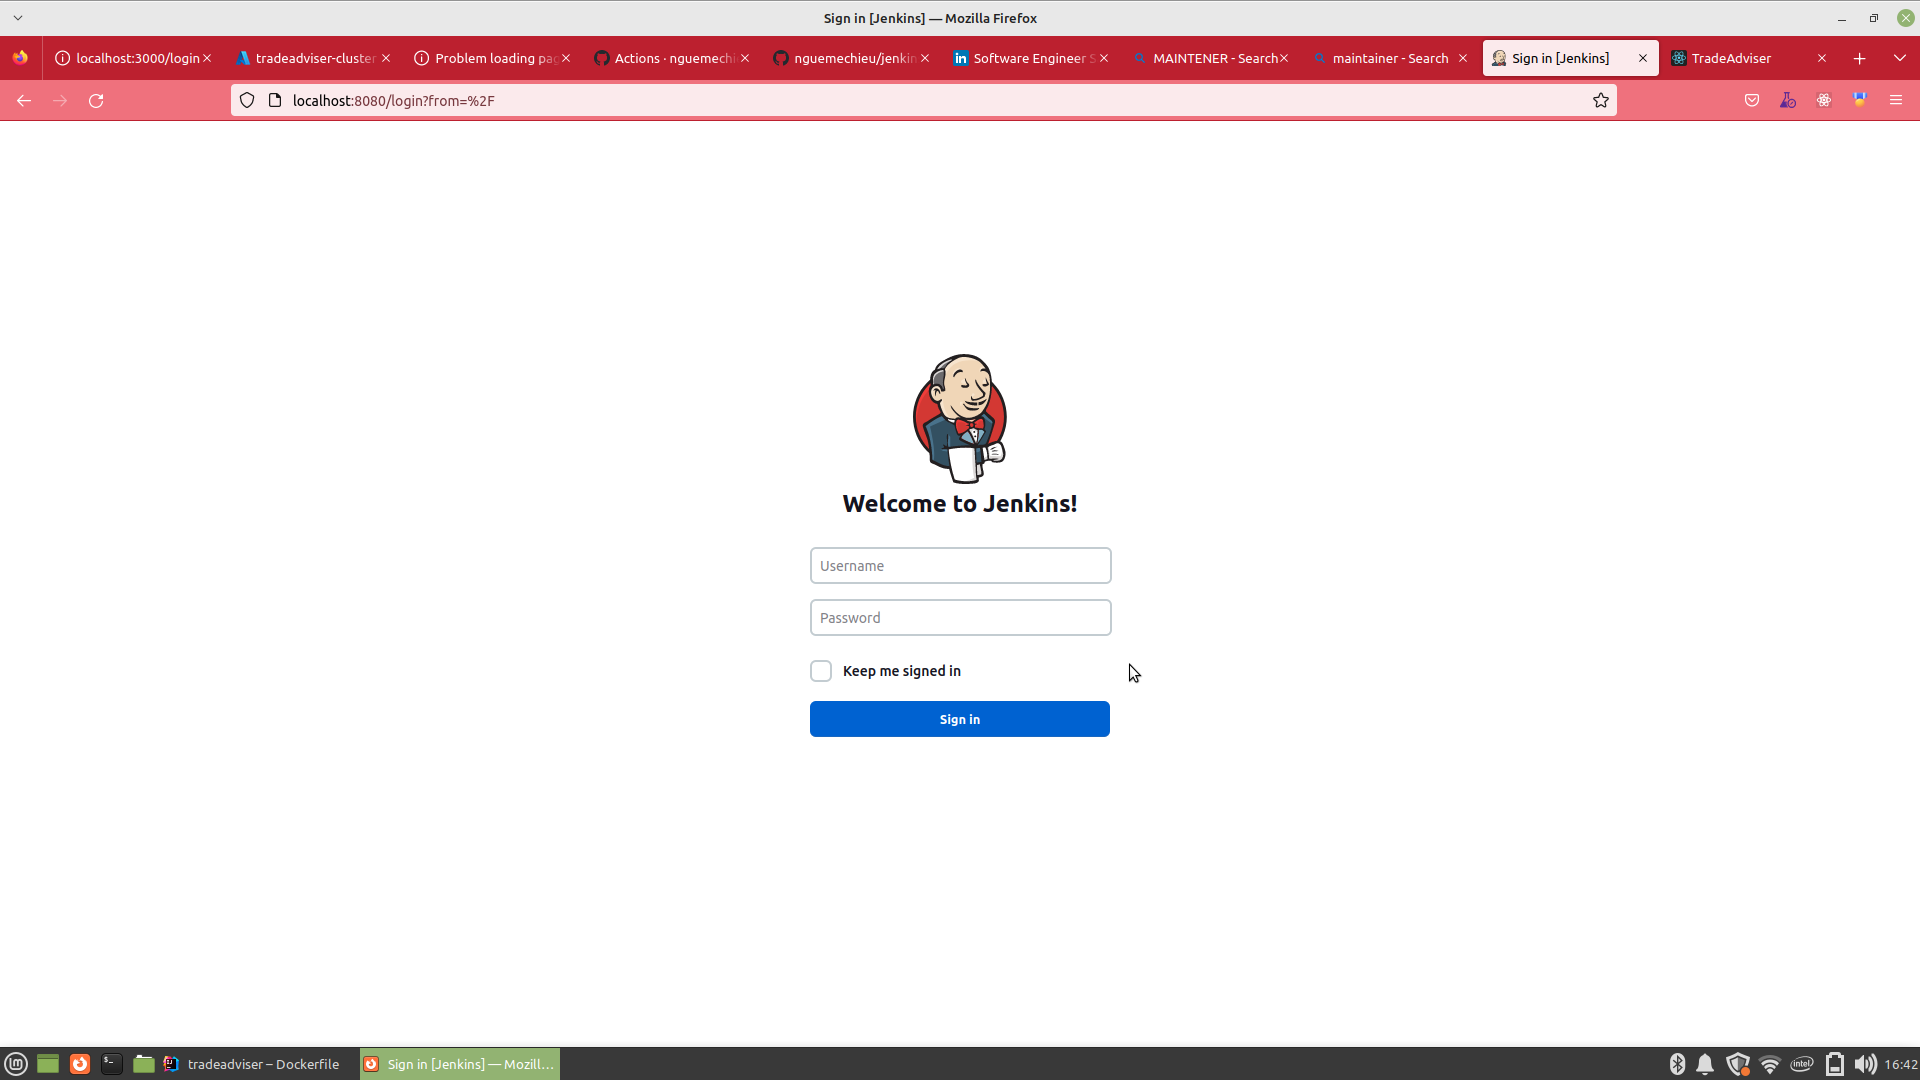 Sign in [Jenkins] — Mozilla Firefox
localhost:3000/login
tradeadviser-cluster
Problem loading pag
Actions · nguemechi
nguemechieu/jenkin
Software Engineer S
MAINTENER - Search
maintainer - Search
Sign in [Jenkins]
TradeAdviser
localhost:8080/login?from=%2F
Welcome to Jenkins!
Username
Password
Keep me signed in
Sign in
tradeadviser – Dockerfile
Sign in [Jenkins] — Mozill...
intel
16:42